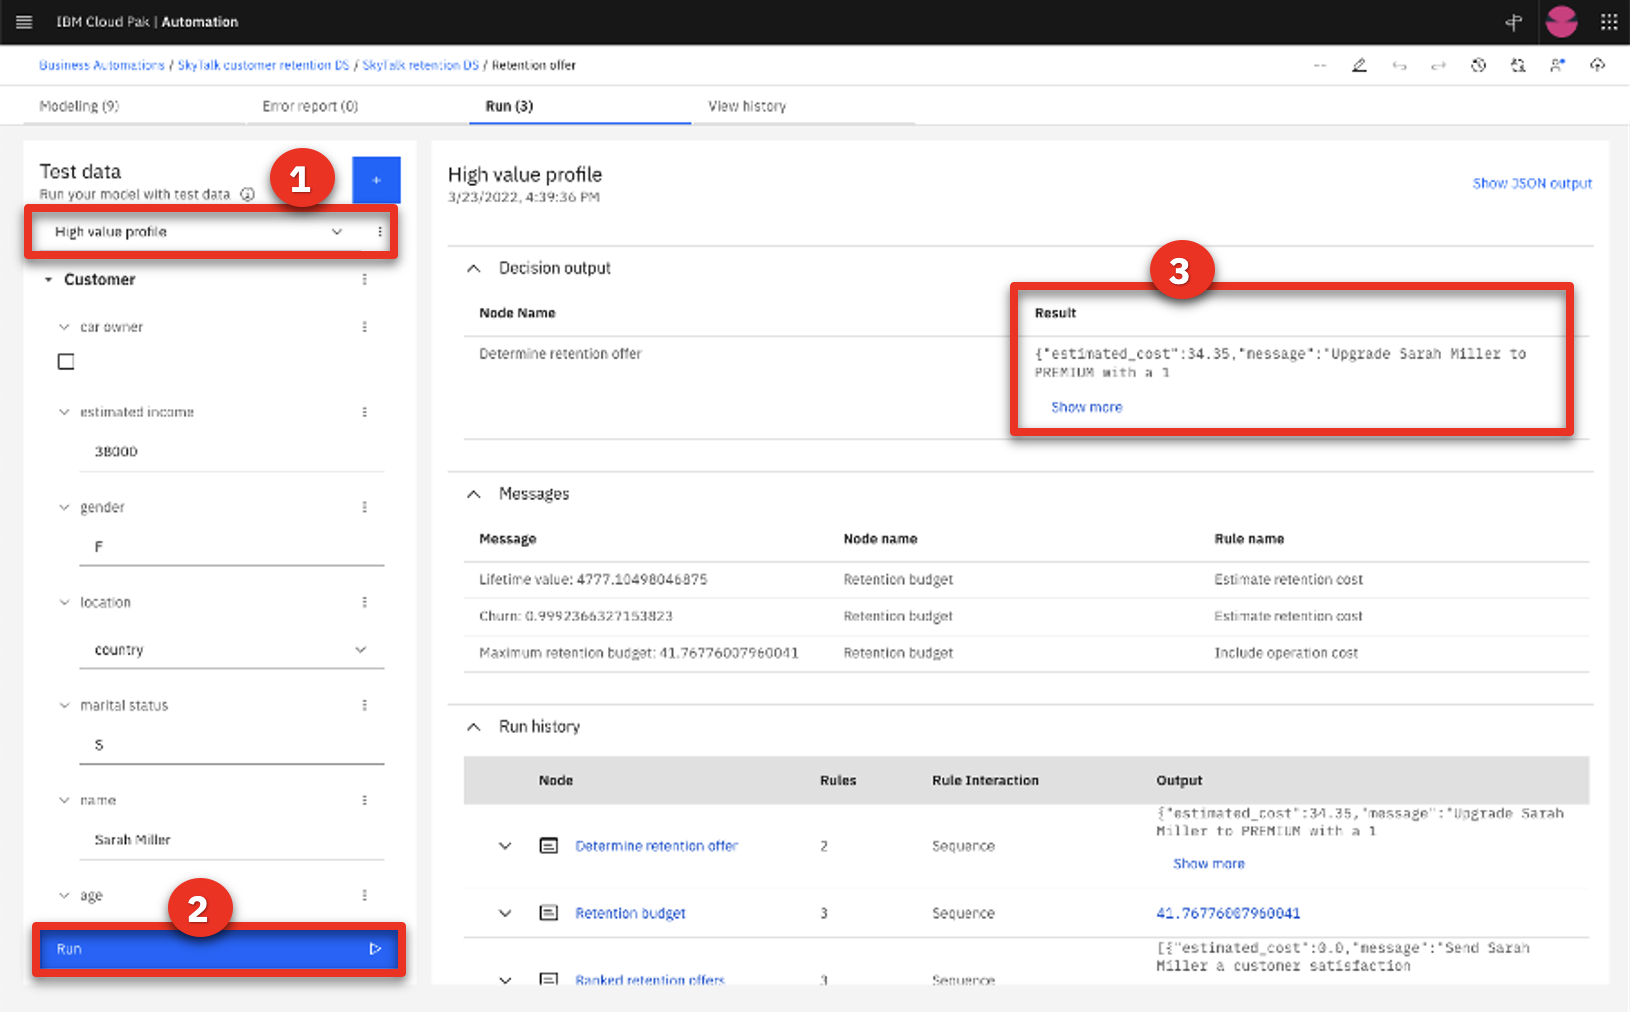 IBM Cloud Pak | Automation
Business Automations / SkyTalk customer retention DS / SkyTalk retention DS / Retention offer
Modeling (9)
Error report (0)
Run (3)
View history
Test data
Run your model with test data
1
+
High value profile
Customer
car owner
estimated income
38000
gender
F
location
country
marital status
S
name
Sarah Miller
age
2
Run
High value profile
3/23/2022, 4:39:36 PM
Show JSON output
Decision output
3
Node Name
Result
Determine retention offer
{"estimated_cost":34.35,"message":"Upgrade Sarah Miller to
PREMIUM with a 1
Show more
Messages
Message
Node name
Rule name
Lifetime value: 4777.10498046875
Retention budget
Estimate retention cost
Churn: 0.9992366327153823
Retention budget
Estimate retention cost
Maximum retention budget: 41.76776007960041
Retention budget
Include operation cost
Run history
Node
Rules
Rule Interaction
Output
{"estimated_cost":34.35,"message":"Upgrade Sarah
Miller to PREMIUM with a 1
Determine retention offer
2
Sequence
Show more
Retention budget
3
Sequence
41.76776007960041
[{"estimated_cost":0.0,"message":"Send Sarah
Miller a customer satisfaction
Ranked retention offers
3
Sequence